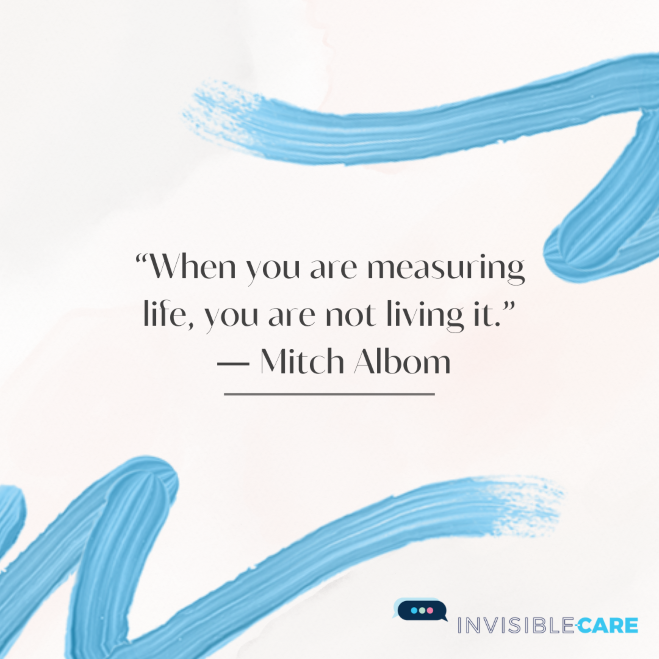 “When you are measuring
life, you are not living it.”
— Mitch Albom
INVISIBLECARE